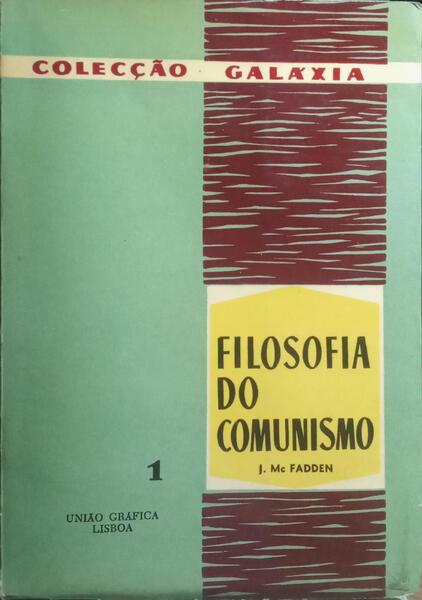 COLECÇÃO GALÁXIA
FILOSOFIA
DO
COMUNISMO
J. Mc FADDEN
1
UNIÃO GRÁFICA
LISBOA